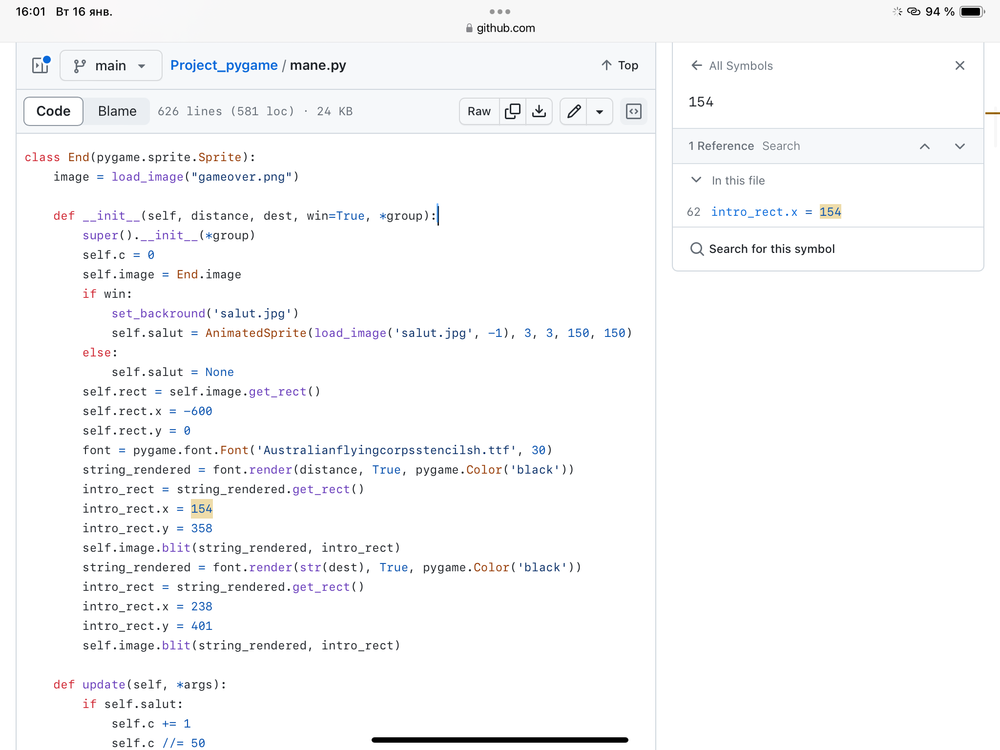 16:01 Вт 16 янв.
94 %
github.com
main
Project_pygame / mane.py
Top
Code Blame 626 lines (581 loc) · 24 KB
Raw
class End(pygame.sprite.Sprite):
    image = load_image("gameover.png")
    def __init__(self, distance, dest, win=True, *group):
        super().__init__(*group)
        self.c = 0
        self.image = End.image
        if win:
            set_backround('salut.jpg')
            self.salut = AnimatedSprite(load_image('salut.jpg', -1), 3, 3, 150, 150)
        else:
            self.salut = None
        self.rect = self.image.get_rect()
        self.rect.x = -600
        self.rect.y = 0
        font = pygame.font.Font('Australianflyingcorpsstencilsh.ttf', 30)
        string_rendered = font.render(distance, True, pygame.Color('black'))
        intro_rect = string_rendered.get_rect()
        intro_rect.x = 154
        intro_rect.y = 358
        self.image.blit(string_rendered, intro_rect)
        string_rendered = font.render(str(dest), True, pygame.Color('black'))
        intro_rect = string_rendered.get_rect()
        intro_rect.x = 238
        intro_rect.y = 401
        self.image.blit(string_rendered, intro_rect)
    def update(self, *args):
        if self.salut:
            self.c += 1
            self.c //= 50
All Symbols
154
1 Reference Search
In this file
62 intro_rect.x = 154
Search for this symbol